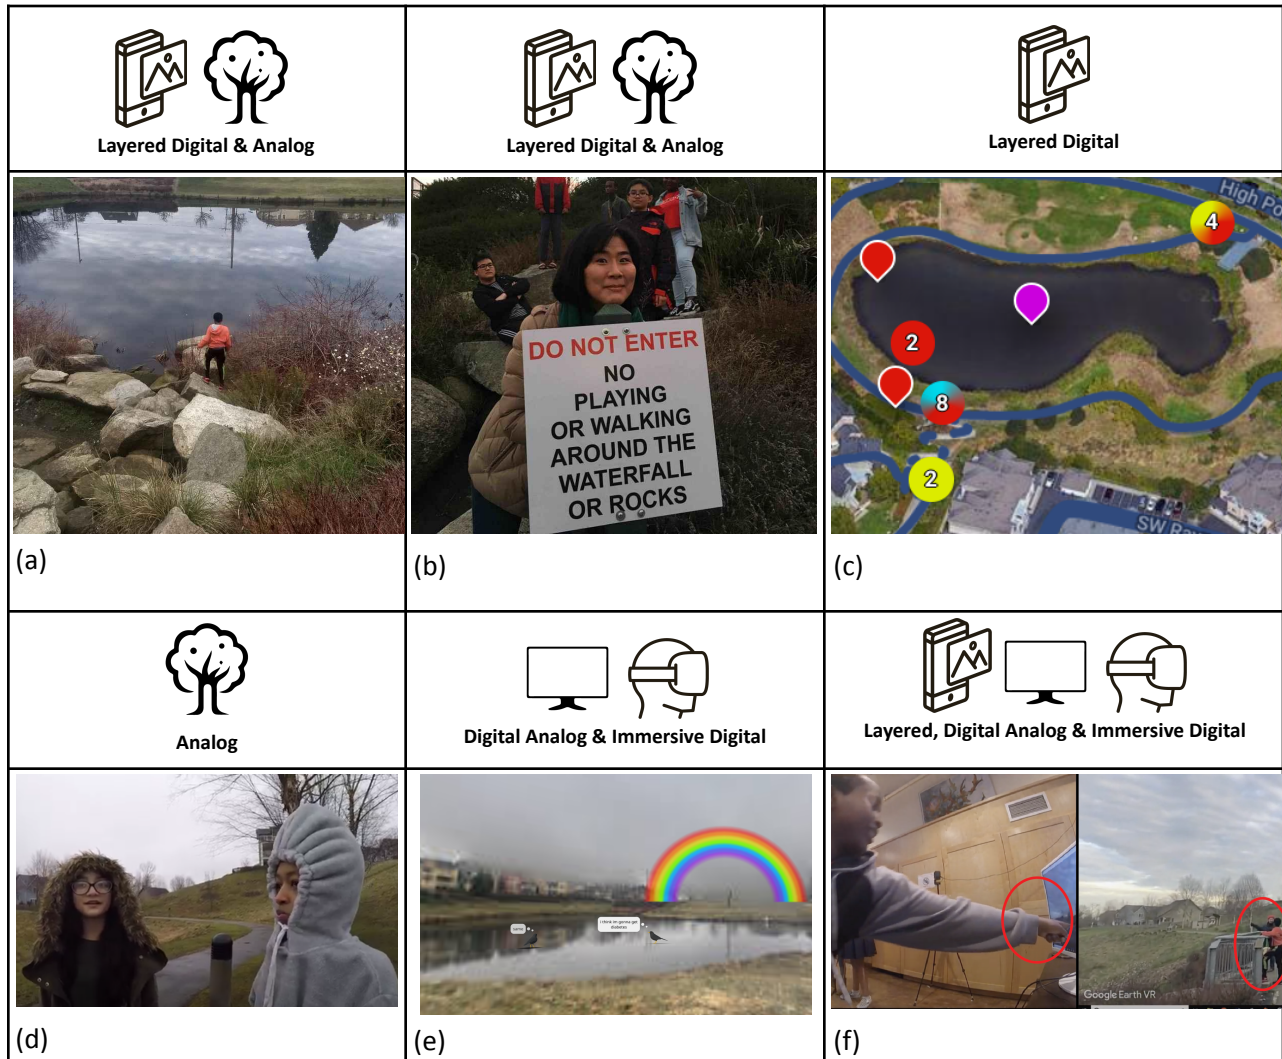 Layered Digital & Analog
Layered Digital & Analog
Layered Digital
DO NOT ENTER
NO
PLAYING
OR WALKING
AROUND THE
WATERFALL
OR ROCKS
High Po
4
2
8
2
SW Ray
(a)
(b)
(c)
Analog
Digital Analog & Immersive Digital
Layered, Digital Analog & Immersive Digital
same
I think im gonna get
diabetes
Google Earth VR
(d)
(e)
(f)